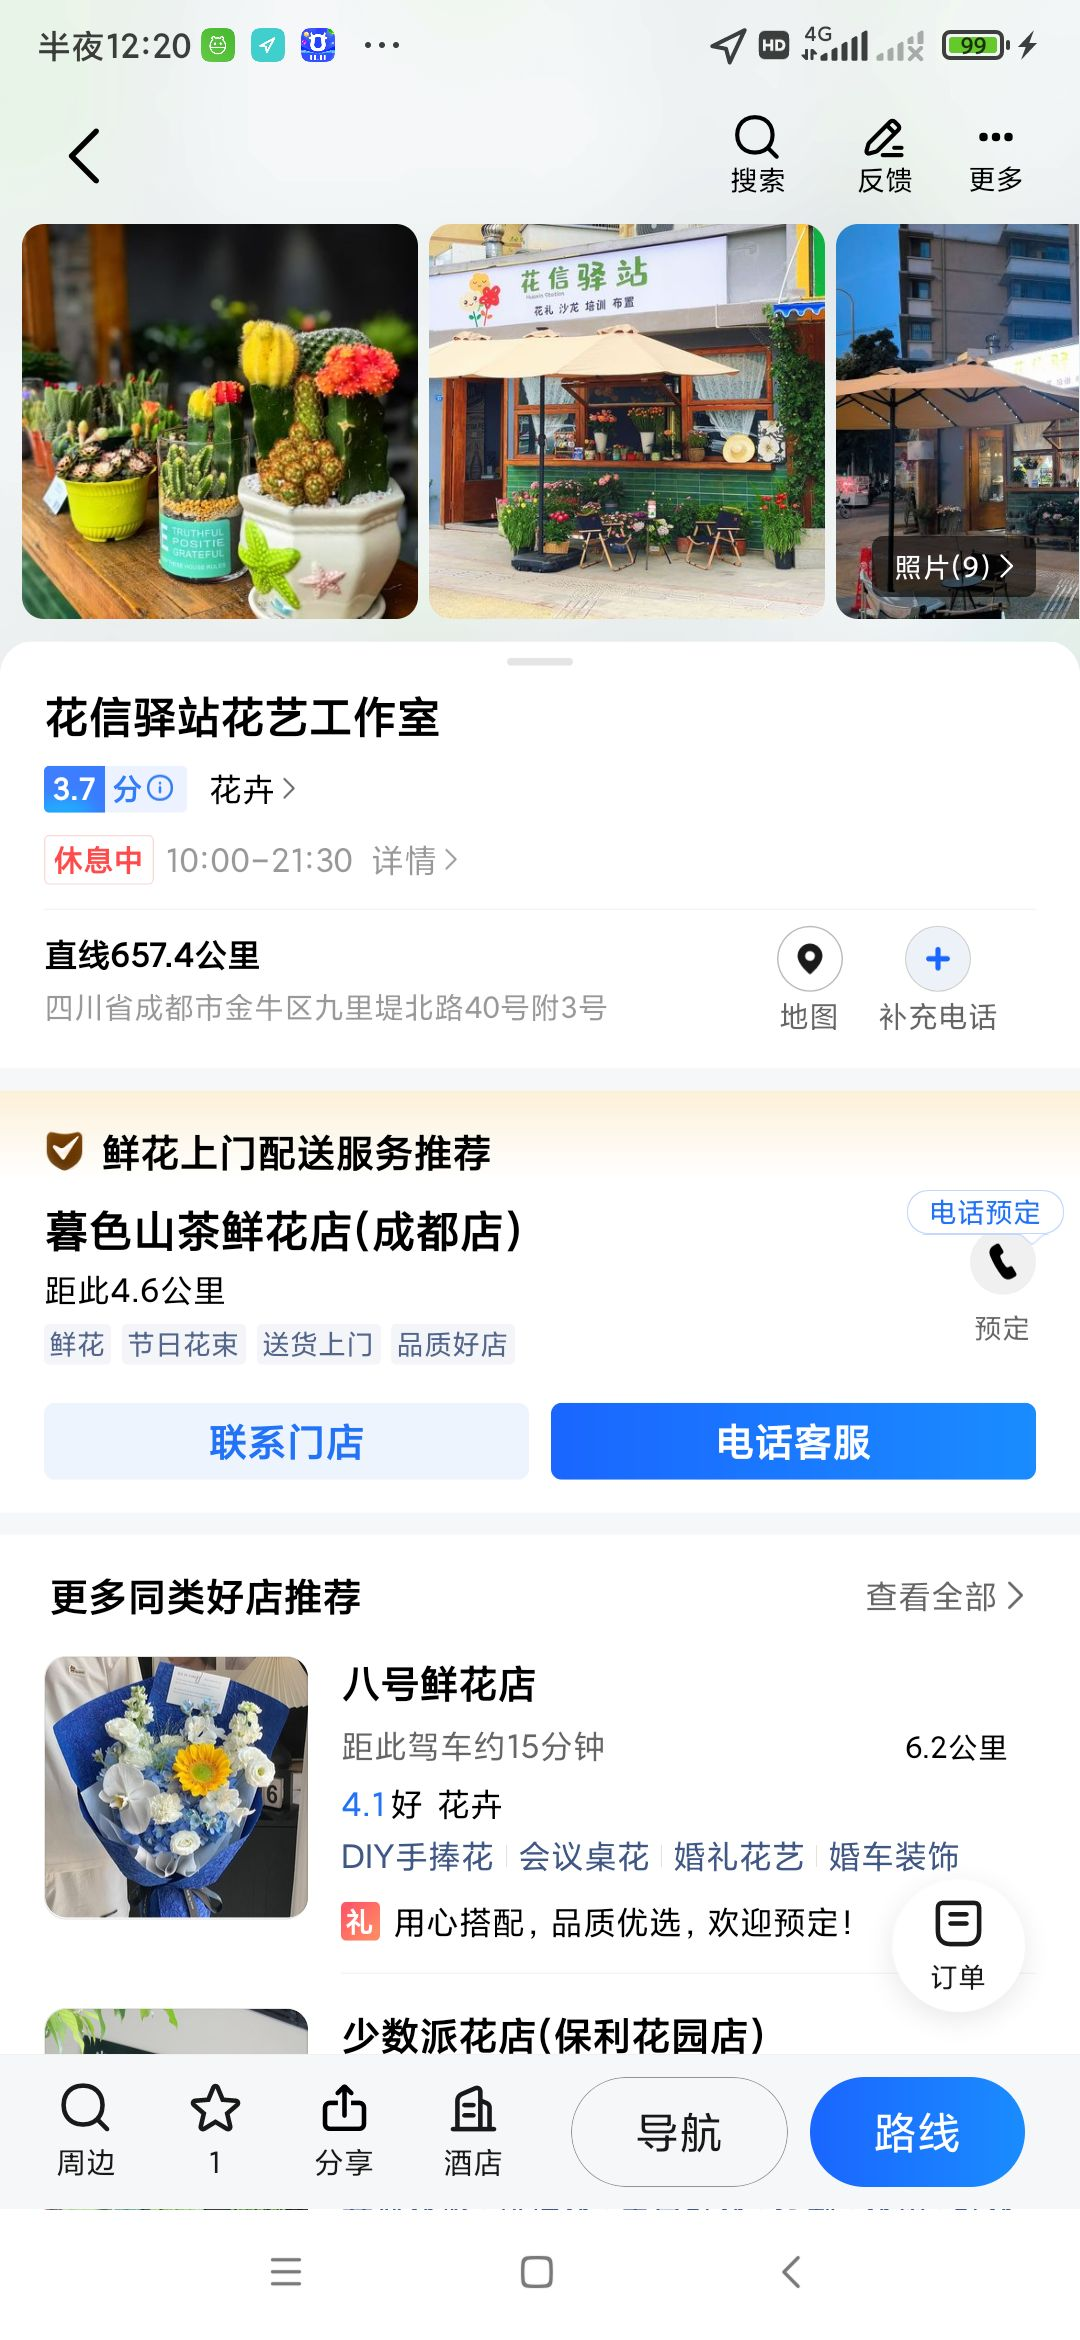 半夜12:20
HD 4G 99
搜索 反馈 更多
TRUTHFUL
POSITIE
GRATEFUL
花信驿站
花礼 沙龙 培训 布置
花信驿
照片(9)
花信驿站花艺工作室
3.7 分 花卉
休息中 10:00-21:30 详情
直线657.4公里
四川省成都市金牛区九里堤北路40号附3号
地图 补充电话
鲜花上门配送服务推荐
暮色山茶鲜花店(成都店)
电话预定
距此4.6公里
预定
鲜花 节日花束 送货上门 品质好店
联系门店 电话客服
更多同类好店推荐 查看全部
八号鲜花店
距此驾车约15分钟 6.2公里
4.1好 花卉
DIY手捧花 会议桌花 婚礼花艺 婚车装饰
礼 用心搭配, 品质优选, 欢迎预定!
订单
少数派花店(保利花园店)
周边 1 分享 酒店 导航 路线